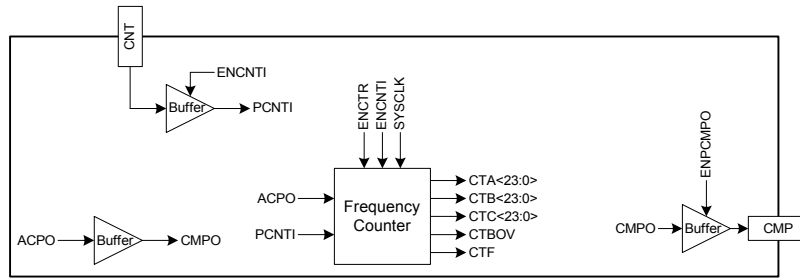 CNT
ENCNTI
Buffer
PCNTI
ENCTR
ENCNTI
SYSCLK
ACPO
PCNTI
Frequency
Counter
CTA<23:0>
CTB<23:0>
CTC<23:0>
CTBOV
CTF
ACPO
Buffer
CMPO
ENPCMPO
CMPO
Buffer
CMP